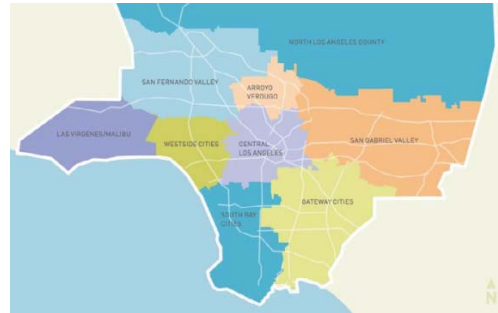 NORTH LOS ANGELES COUNTY
SAN FERNANDO VALLEY
ARROYO
VERDUGO
LAS VIRGENES/MALIBU
WESTSIDE CITIES
CENTRAL
LOS ANGELES
SAN GABRIEL VALLEY
GATEWAY CITIES
SOUTH BAY
CITIES
N